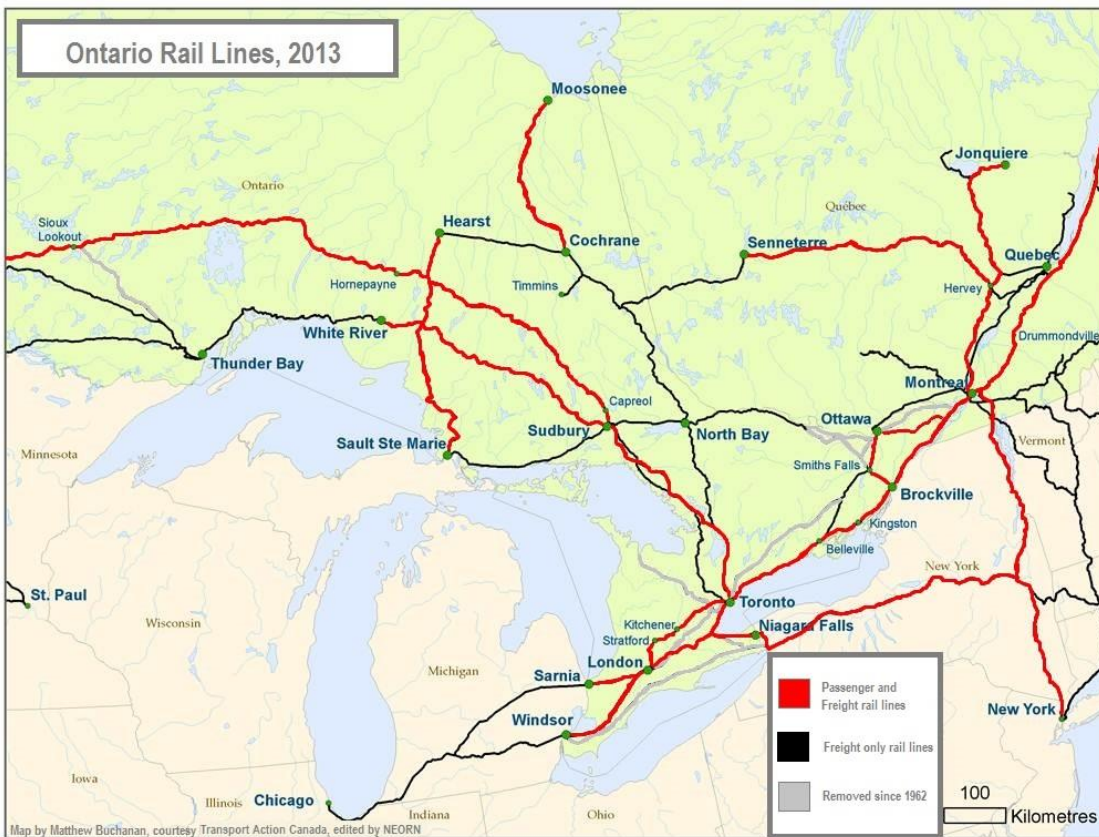 Ontario Rail Lines, 2013
Moosonee
Jonquiere
Ontario
Québec
Sioux
Lookout
Hearst
Cochrane
Senneterre
Quebec
Hornepayne
Timmins
Hervey
White River
Drummondville
Thunder Bay
Montreal
Capreol
Ottawa
Sudbury
North Bay
Sault Ste Marie
Vermont
Minnesota
Smiths Falls
Brockville
Kingston
Belleville
New York
St. Paul
Toronto
Wisconsin
Kitchener
Niagara Falls
Stratford
Michigan
London
Sarnia
Windsor
New York
Passenger and
Freight rail lines
Freight only rail lines
Removed since 1962
Iowa
Illinois
Chicago
Indiana
Ohio
100
Kilometres
Map by Matthew Buchanan, courtesy Transport Action Canada, edited by NEORN